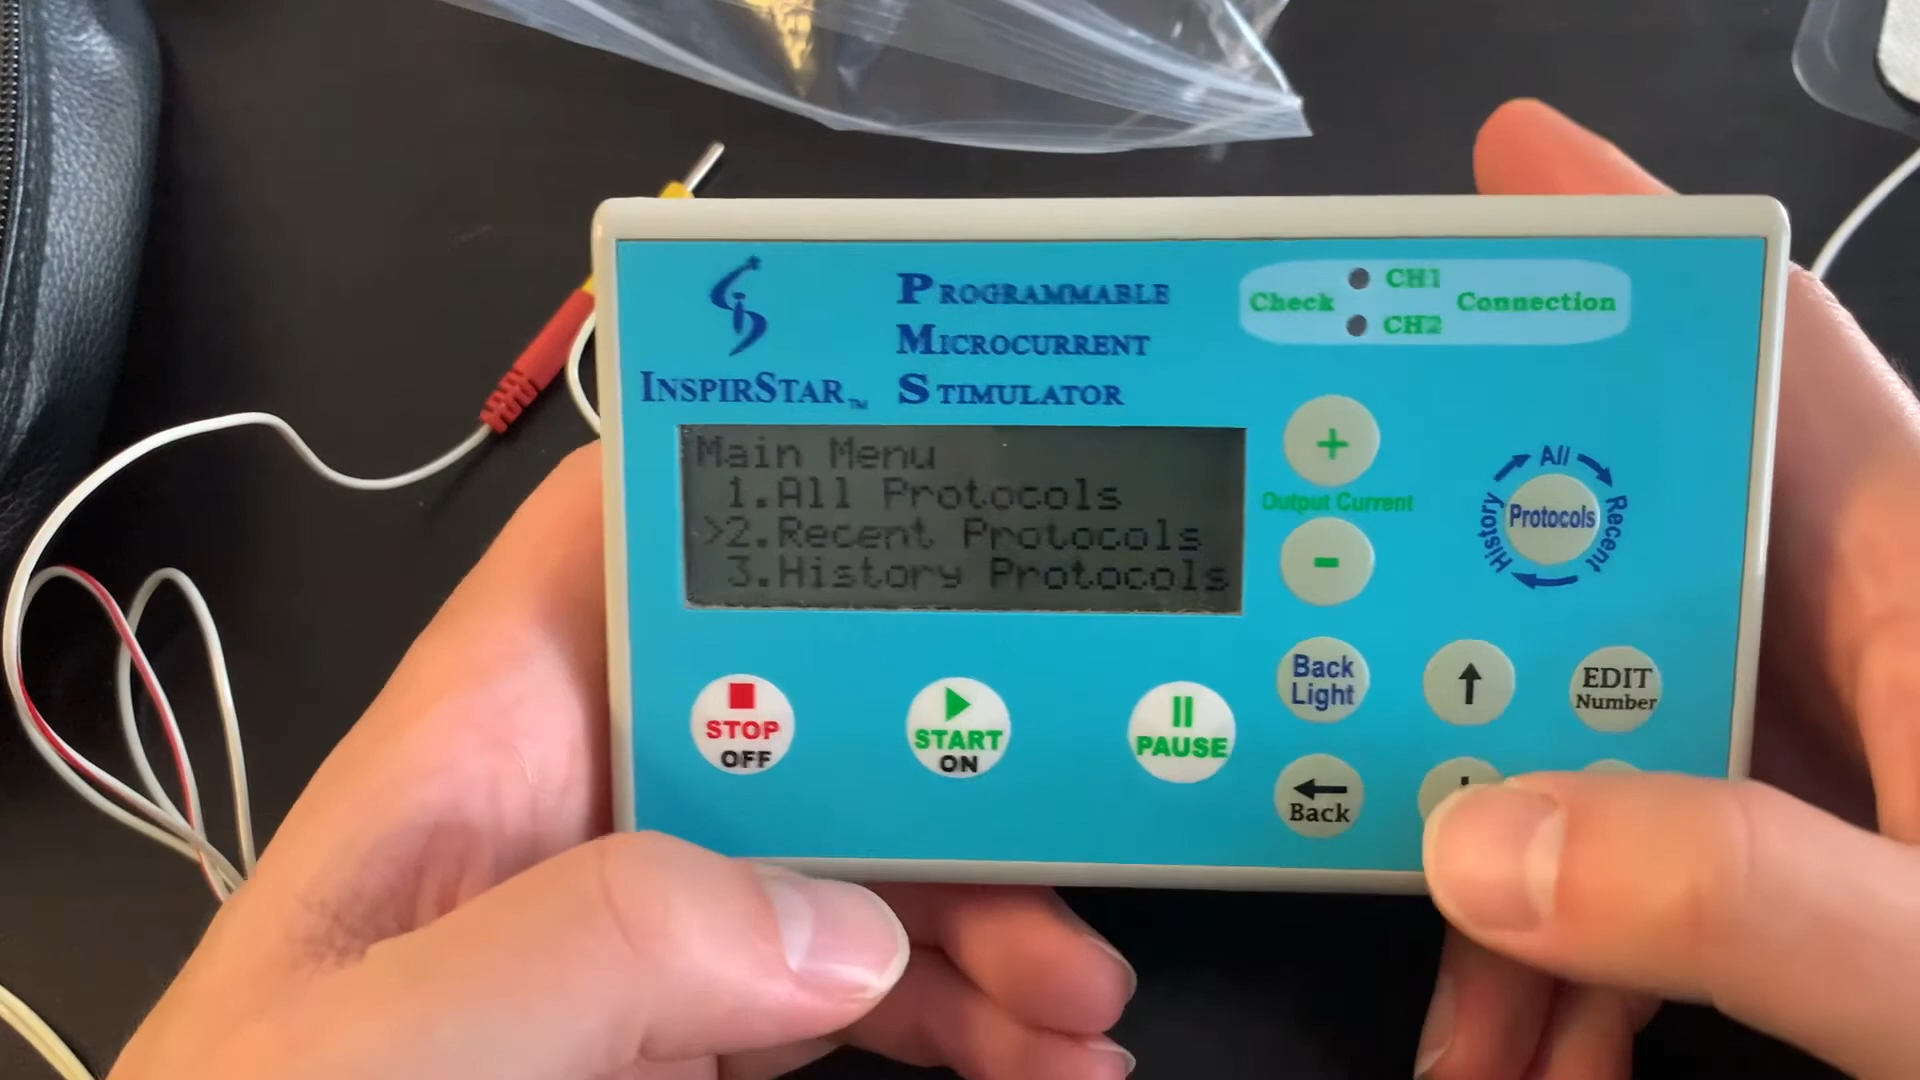 PROGRAMMABLE
MICROCURRENT
STIMULATOR
INSPIRSTAR™
Check
CH1
CH2
Connection
Main Menu
1.All Protocols
>2.Recent Protocols
3.History Protocols
+
Output Current
-
All
Recent
History
Protocols
Back
Light
EDIT
Number
STOP
OFF
START
ON
PAUSE
Back